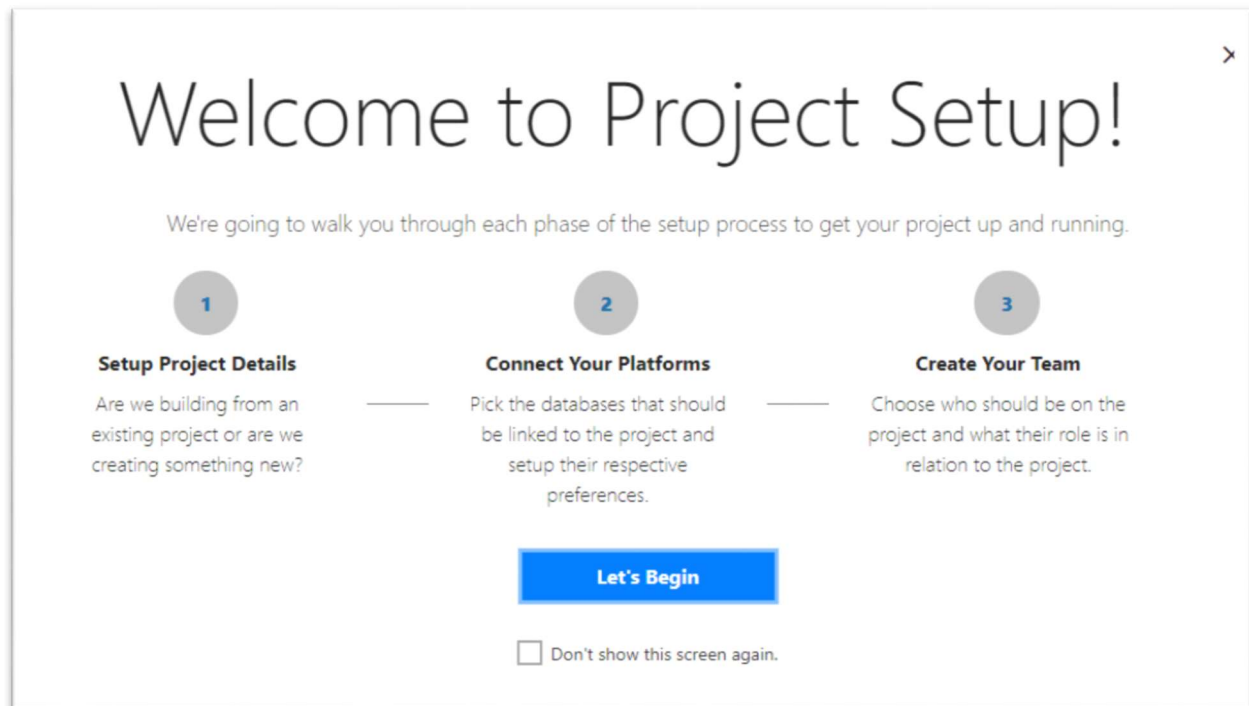 Welcome to Project Setup!
We're going to walk you through each phase of the setup process to get your project up and running.
1
Setup Project Details
Are we building from an
existing project or are we
creating something new?
2
Connect Your Platforms
Pick the databases that should
be linked to the project and
setup their respective
preferences.
3
Create Your Team
Choose who should be on the
project and what their role is in
relation to the project.
Let's Begin
Don't show this screen again.